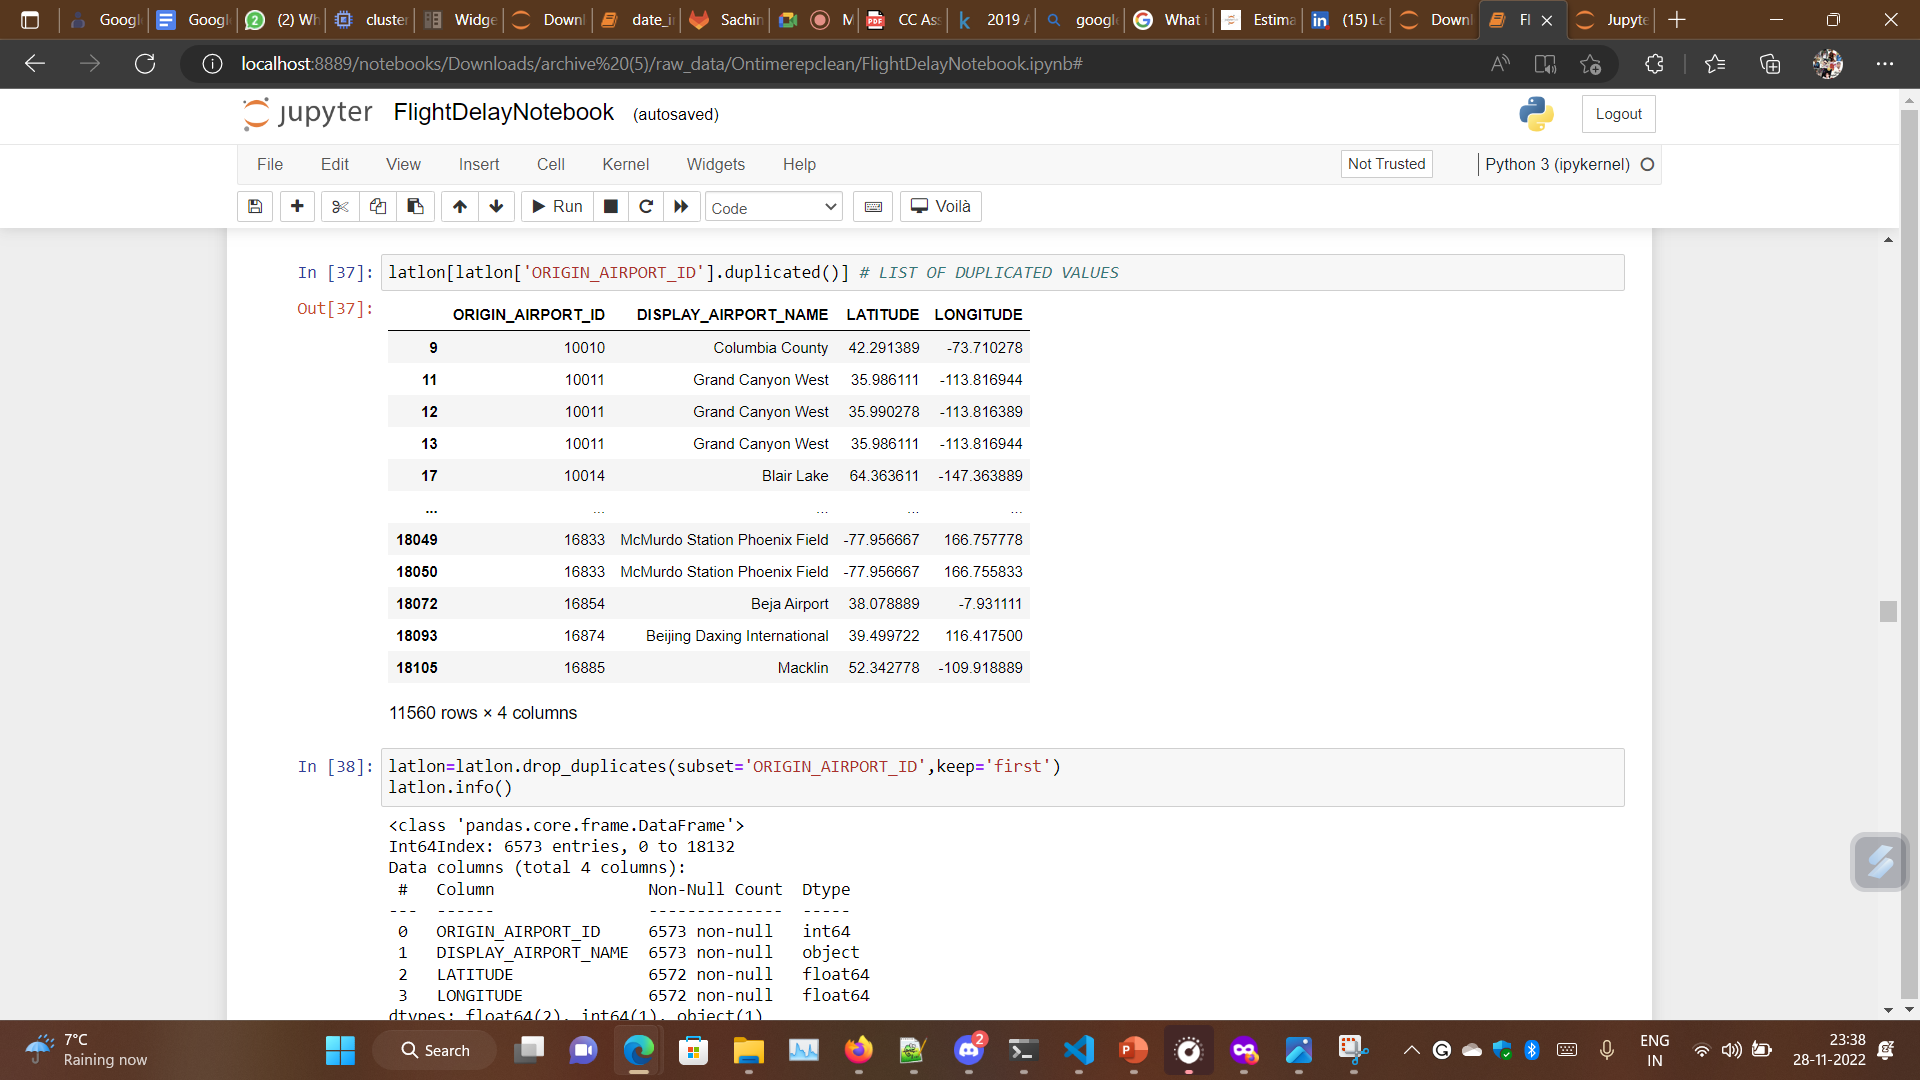 Googl
Googl
(2) Wh
cluster
Widge
Downl
date_i
Sachin
M
CC As
2019
googl
What i
Estima
(15) Le
Downl
Fl
Jupyte
localhost:8889/notebooks/Downloads/archive%20(5)/raw_data/Ontimerepclean/FlightDelayNotebook.ipynb#
jupyter FlightDelayNotebook (autosaved)
Logout
File Edit View Insert Cell Kernel Widgets Help
Not Trusted
Python 3 (ipykernel)
Run
Code
Voilà
In [37]: latlon[latlon['ORIGIN_AIRPORT_ID'].duplicated()] # LIST OF DUPLICATED VALUES
Out[37]:
ORIGIN_AIRPORT_ID DISPLAY_AIRPORT_NAME LATITUDE LONGITUDE
9 10010 Columbia County 42.291389 -73.710278
11 10011 Grand Canyon West 35.986111 -113.816944
12 10011 Grand Canyon West 35.990278 -113.816389
13 10011 Grand Canyon West 35.986111 -113.816944
17 10014 Blair Lake 64.363611 -147.363889
... ... ... ... ...
18049 16833 McMurdo Station Phoenix Field -77.956667 166.757778
18050 16833 McMurdo Station Phoenix Field -77.956667 166.755833
18072 16854 Beja Airport 38.078889 -7.931111
18093 16874 Beijing Daxing International 39.499722 116.417500
18105 16885 Macklin 52.342778 -109.918889
11560 rows × 4 columns
In [38]: latlon=latlon.drop_duplicates(subset='ORIGIN_AIRPORT_ID',keep='first')
latlon.info()
<class 'pandas.core.frame.DataFrame'>
Int64Index: 6573 entries, 0 to 18132
Data columns (total 4 columns):
# Column Non-Null Count Dtype
--- ------ -------------- -----
0 ORIGIN_AIRPORT_ID 6573 non-null int64
1 DISPLAY_AIRPORT_NAME 6573 non-null object
2 LATITUDE 6572 non-null float64
3 LONGITUDE 6572 non-null float64
dtypes: float64(2), int64(1), object(1)
7°C
Raining now
Search
2
ENG
IN
23:38
28-11-2022